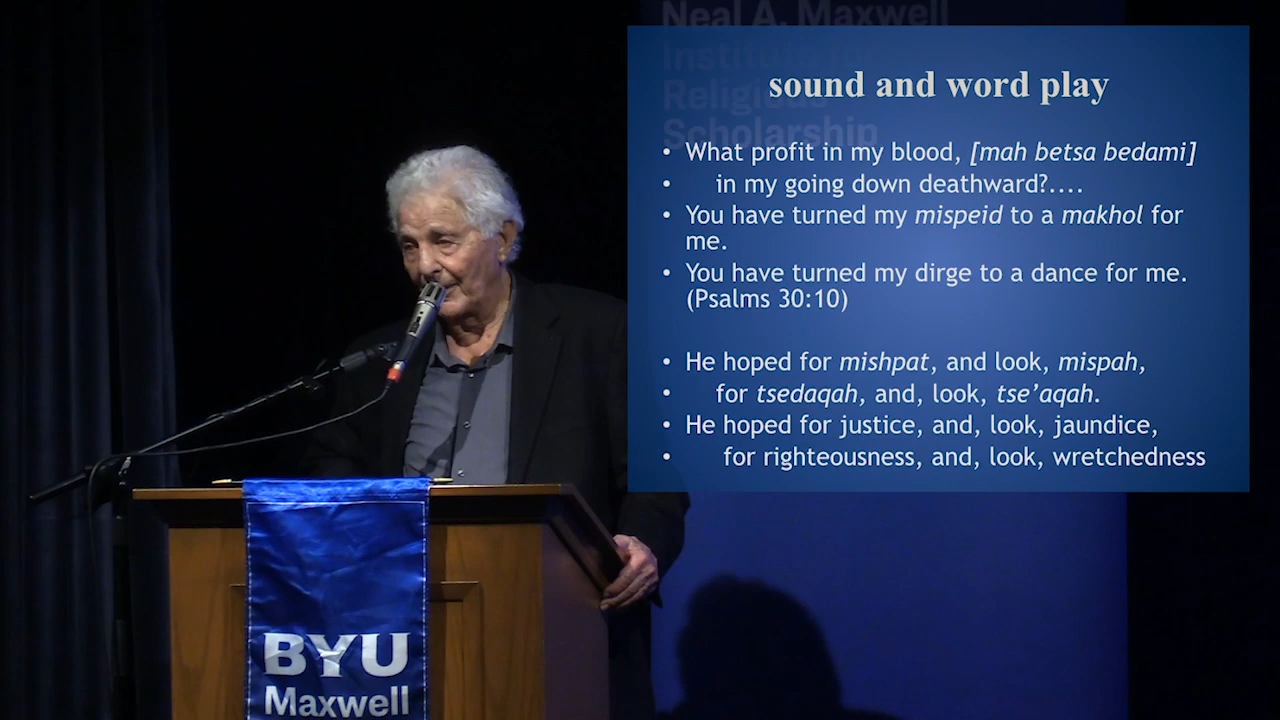 Neal A. Maxwell
Institute for
Religious
Scholarship
sound and word play
• What profit in my blood, [mah betsa bedami]
• in my going down deathward?....
• You have turned my mispeid to a makhol for
me.
• You have turned my dirge to a dance for me.
(Psalms 30:10)
• He hoped for mishpat, and look, mispah,
• for tsedaqah, and, look, tse’aqah.
• He hoped for justice, and, look, jaundice,
• for righteousness, and, look, wretchedness
BYU
Maxwell